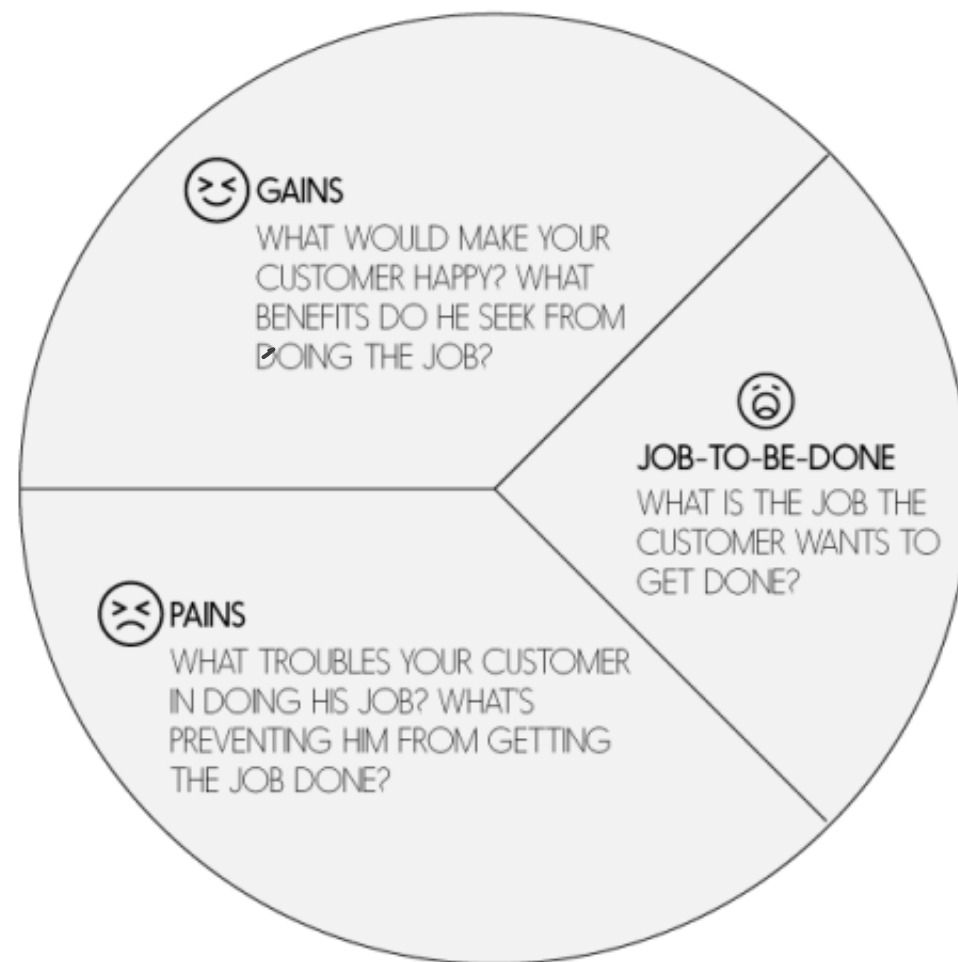 GAINS
WHAT WOULD MAKE YOUR
CUSTOMER HAPPY? WHAT
BENEFITS DO HE SEEK FROM
DOING THE JOB?
JOB-TO-BE-DONE
WHAT IS THE JOB THE
CUSTOMER WANTS TO
GET DONE?
PAINS
WHAT TROUBLES YOUR CUSTOMER
IN DOING HIS JOB? WHAT'S
PREVENTING HIM FROM GETTING
THE JOB DONE?